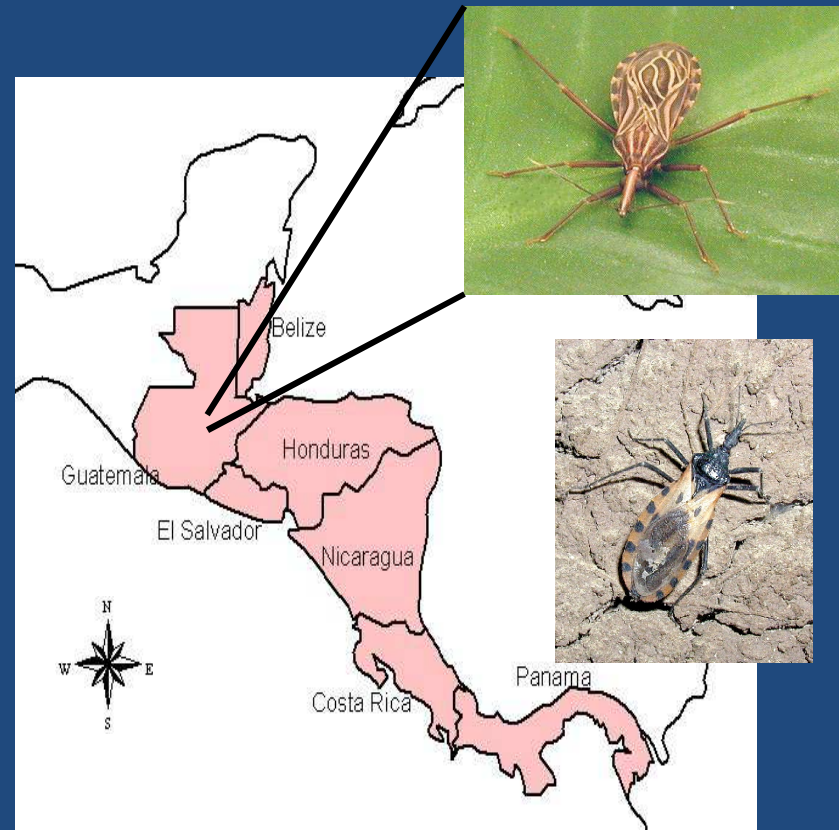 Belize
Honduras
Guatemala
El Salvador
Nicaragua
N
W E
S
Panama
Costa Rica